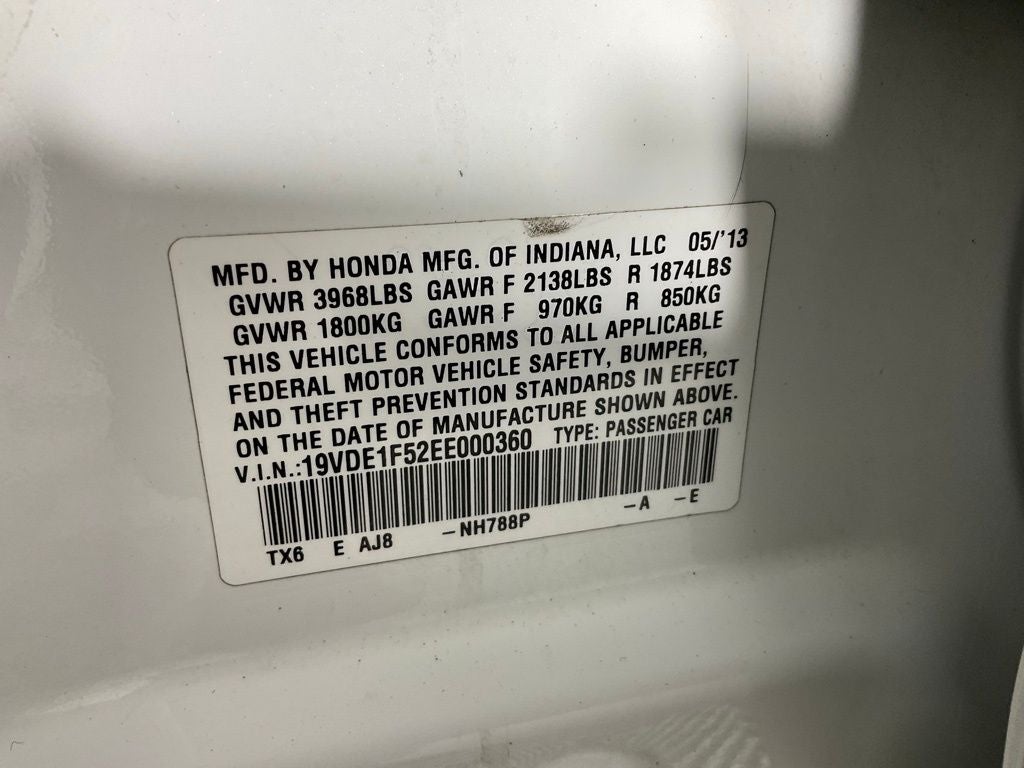 MFD. BY HONDA MFG. OF INDIANA, LLC 05/'13
GVWR 3968LBS GAWR F 2138LBS R 1874LBS
GVWR 1800KG GAWR F 970KG R 850KG
THIS VEHICLE CONFORMS TO ALL APPLICABLE
FEDERAL MOTOR VEHICLE SAFETY, BUMPER,
AND THEFT PREVENTION STANDARDS IN EFFECT
ON THE DATE OF MANUFACTURE SHOWN ABOVE.
V.I.N.:19VDE1F52EE000360 TYPE: PASSENGER CAR
TX6 E AJ8 -NH788P -A -E